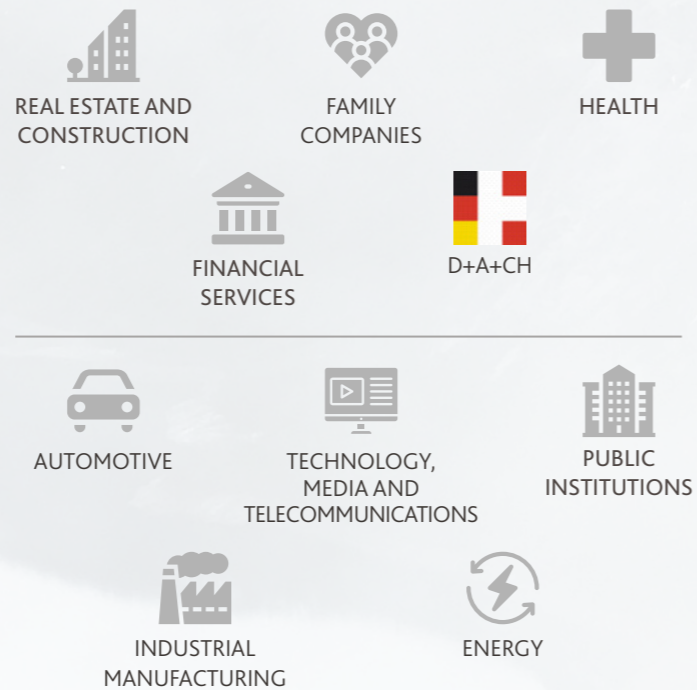 REAL ESTATE AND
CONSTRUCTION
FAMILY
COMPANIES
HEALTH
FINANCIAL
SERVICES
D+A+CH
AUTOMOTIVE
TECHNOLOGY,
MEDIA AND
TELECOMMUNICATIONS
PUBLIC
INSTITUTIONS
INDUSTRIAL
MANUFACTURING
ENERGY